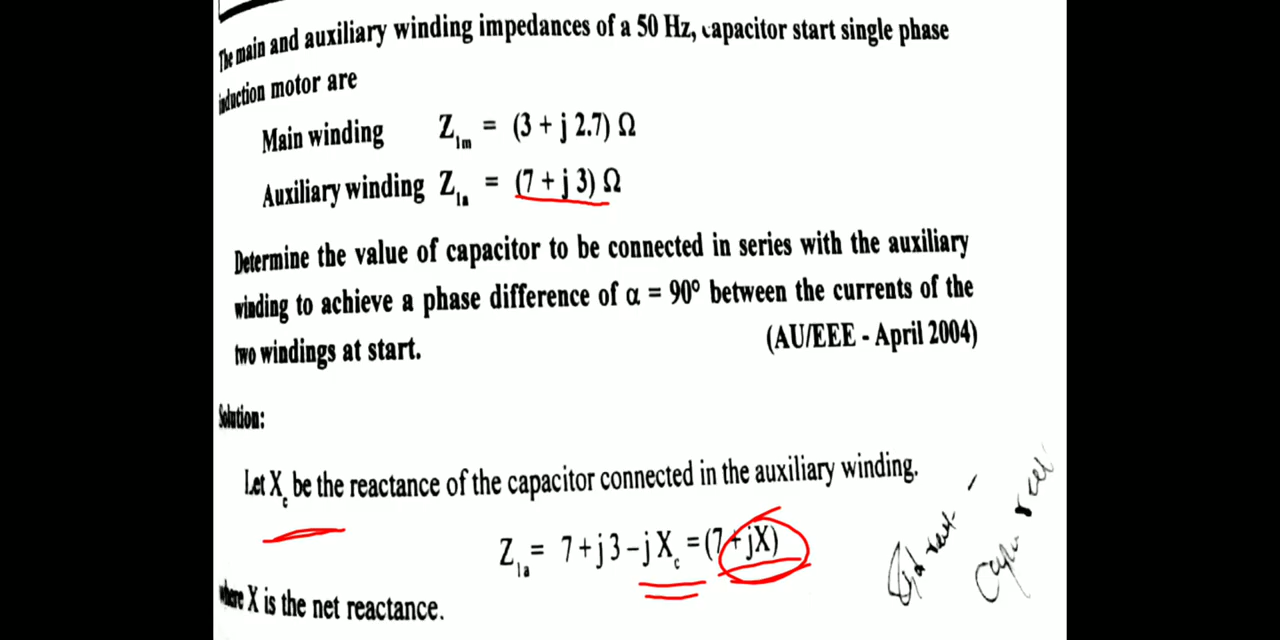 The main and auxiliary winding impedances of a 50 Hz, capacitor start single phase
induction motor are
Main winding Z₁ₘ = (3 + j 2.7) Ω
Auxiliary winding Z₁ₐ = (7 + j 3) Ω
Determine the value of capacitor to be connected in series with the auxiliary
winding to achieve a phase difference of α = 90° between the currents of the
two windings at start. (AU/EEE - April 2004)
Solution:
Let X_c be the reactance of the capacitor connected in the auxiliary winding.
Z₁ₐ = 7 + j 3 – j X_c = (7 + jX)
where X is the net reactance.